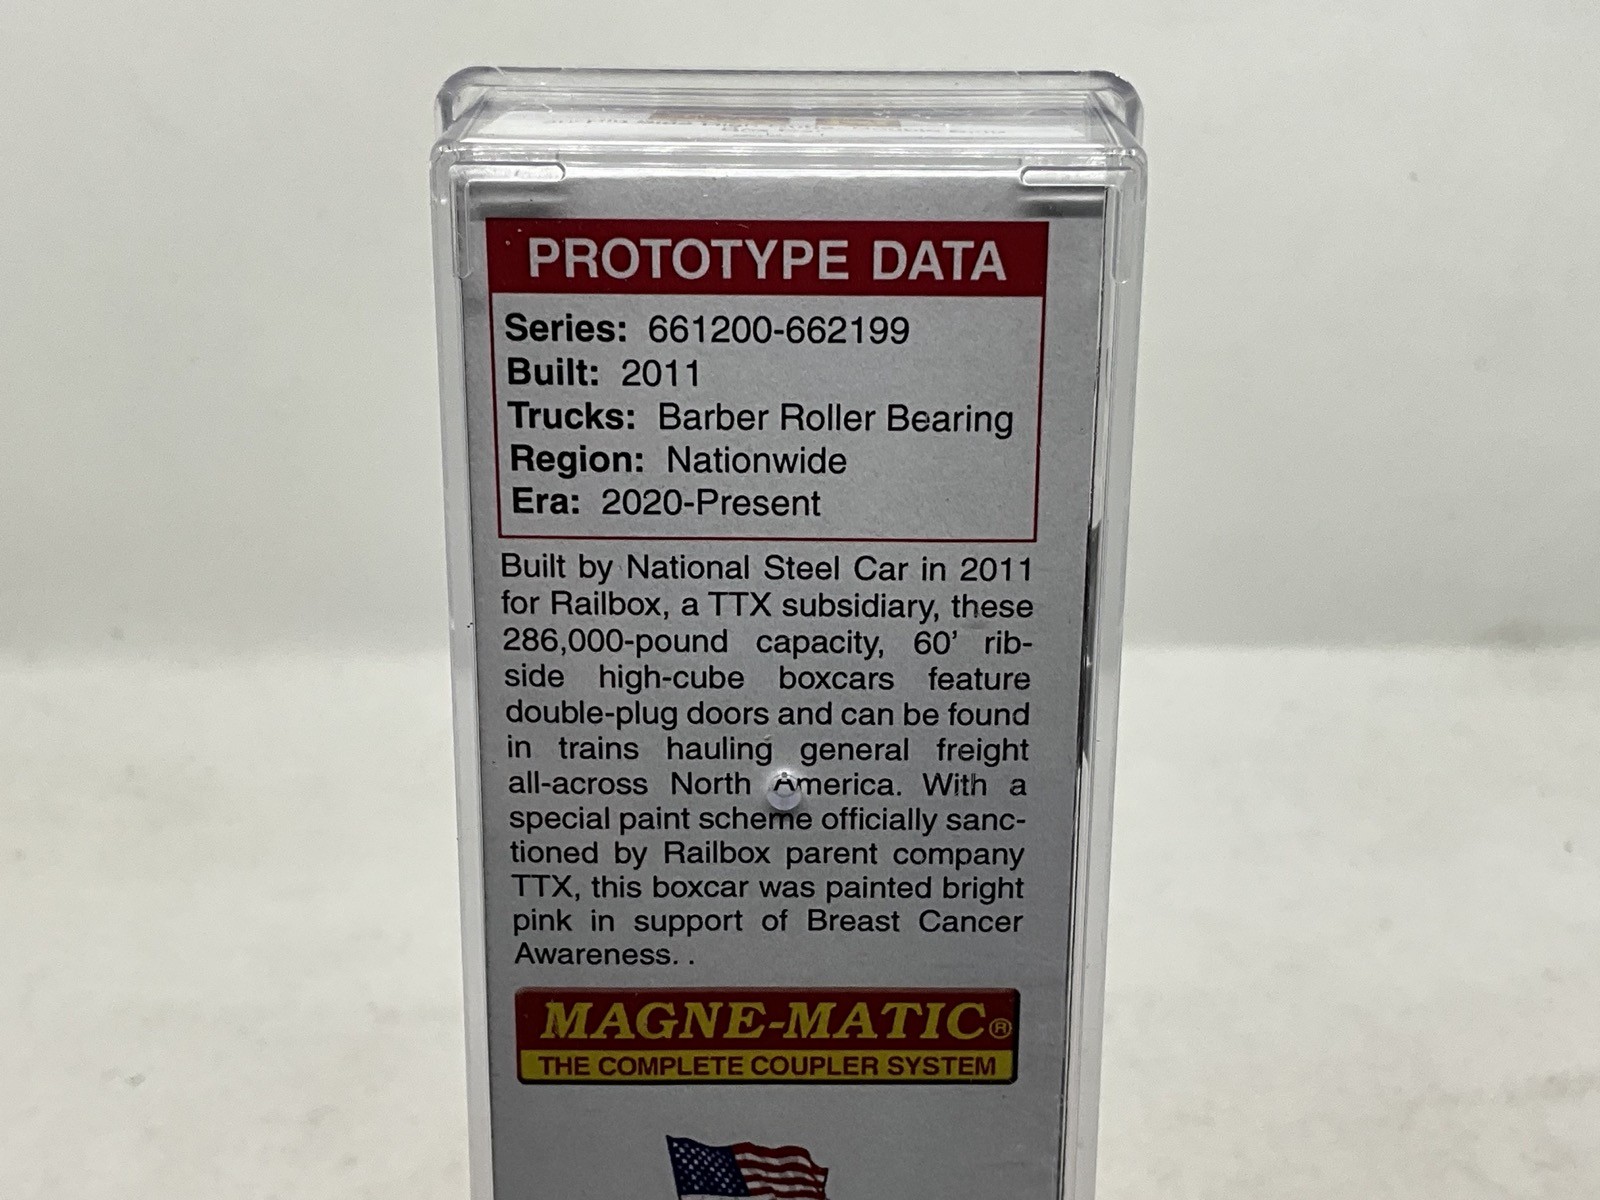 PROTOTYPE DATA
Series: 661200-662199
Built: 2011
Trucks: Barber Roller Bearing
Region: Nationwide
Era: 2020-Present
Built by National Steel Car in 2011
for Railbox, a TTX subsidiary, these
286,000-pound capacity, 60' rib-
side high-cube boxcars feature
double-plug doors and can be found
in trains hauling general freight
all-across North America. With a
special paint scheme officially sanc-
tioned by Railbox parent company
TTX, this boxcar was painted bright
pink in support of Breast Cancer
Awareness. .
MAGNE-MATIC®
THE COMPLETE COUPLER SYSTEM